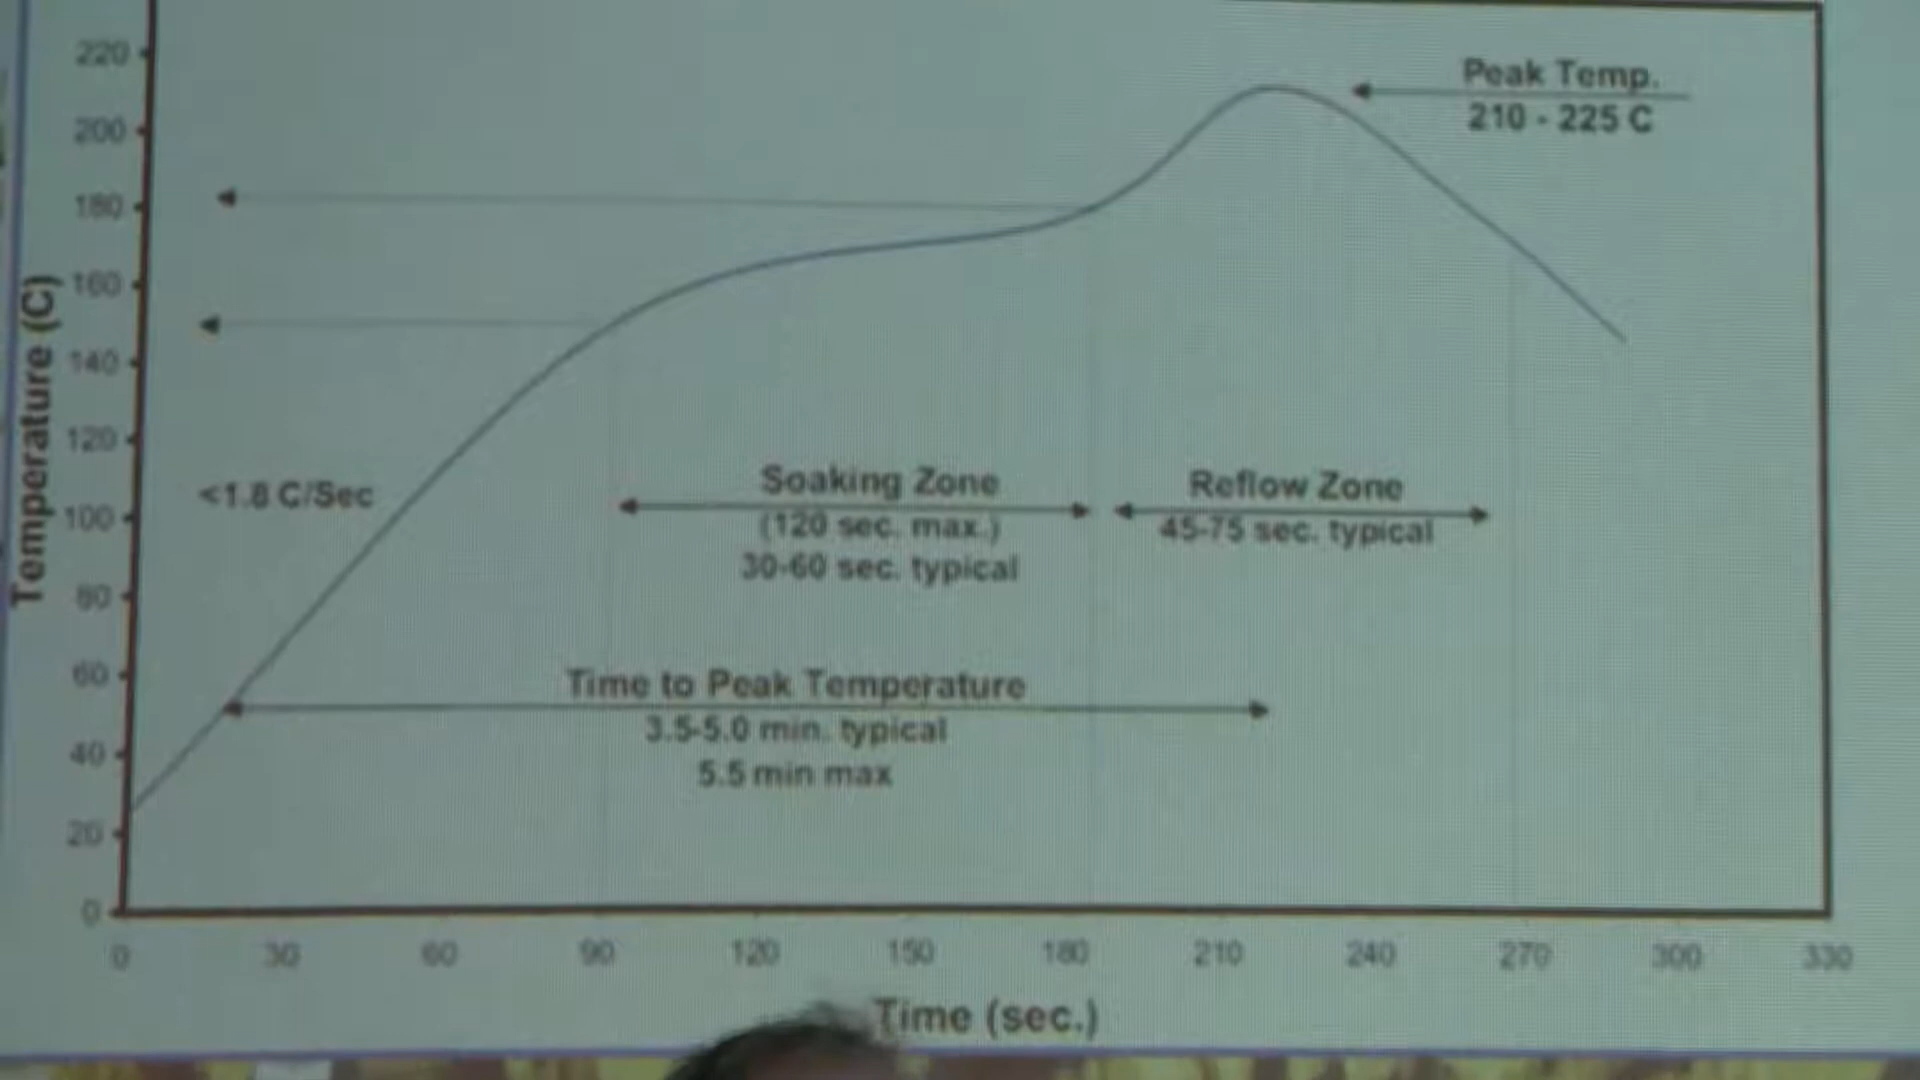 220
200
180
160
140
120
100
80
60
40
20
0
Temperature (C)
Peak Temp.
210 - 225 C
<1.8 C/Sec
Soaking Zone
(120 sec. max.)
30-60 sec. typical
Reflow Zone
45-75 sec. typical
Time to Peak Temperature
3.5-5.0 min. typical
5.5 min max
0 30 60 90 120 150 180 210 240 270 300 330
Time (sec.)